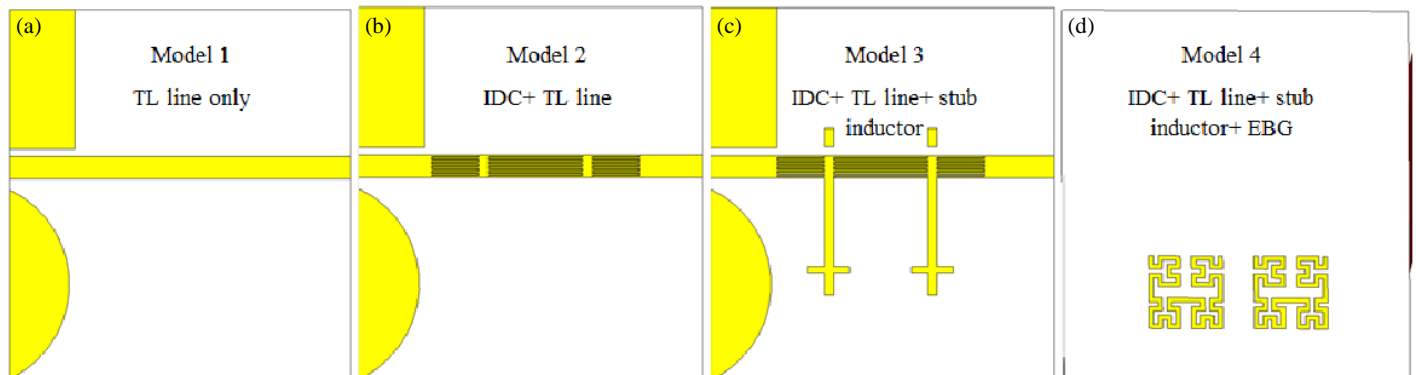 (a)
Model 1
TL line only
(b)
Model 2
IDC+ TL line
(c)
Model 3
IDC+ TL line+ stub
inductor
(d)
Model 4
IDC+ TL line+ stub
inductor+ EBG